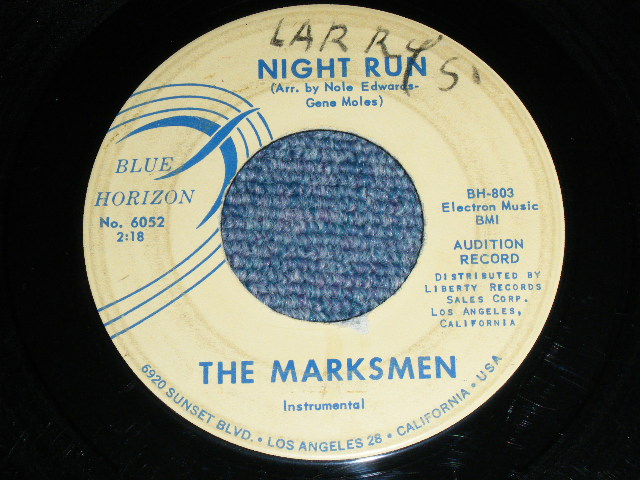 LARRY'S
NIGHT RUN
(Arr. by Nole Edwards-
Gene Moles)
BLUE
HORIZON
No. 6052
2:18
BH-803
Electron Music
BMI
AUDITION
RECORD
DISTRIBUTED BY
LIBERTY RECORDS
SALES CORP.
LOS ANGELES,
CALIFORNIA
THE MARKSMEN
Instrumental
6920 SUNSET BLVD. • LOS ANGELES 28 • CALIFORNIA • USA